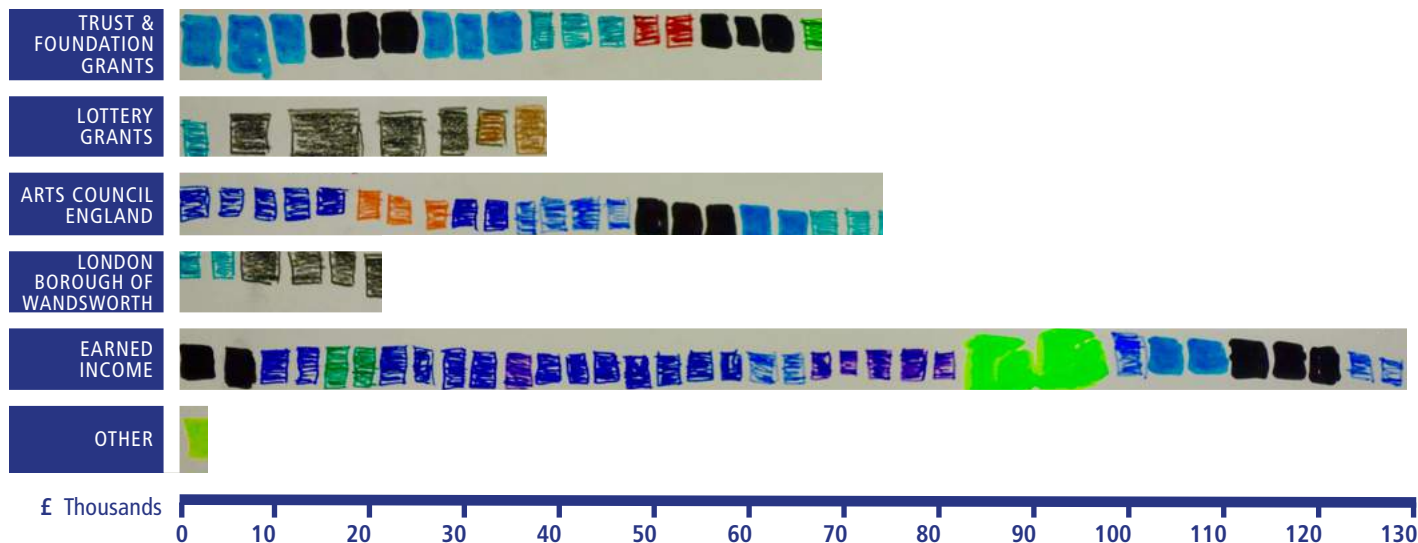 TRUST &
FOUNDATION
GRANTS
LOTTERY
GRANTS
ARTS COUNCIL
ENGLAND
LONDON
BOROUGH OF
WANDSWORTH
EARNED
INCOME
OTHER
£ Thousands
0 10 20 30 40 50 60 70 80 90 100 110 120 130